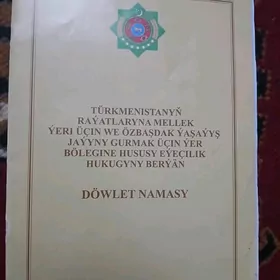 TÜRKMENISTANYŇ
RAÝATLARYNA MELLEK
ÝERI ÜÇIN WE ÖZBAŞDAK ÝAŞAÝYŞ
JAÝYNY GURMAK ÜÇIN ÝER
BÖLEGINE HUSUSY EÝEÇILIK
HUKUGYNY BERÝÄN
DÖWLET NAMASY